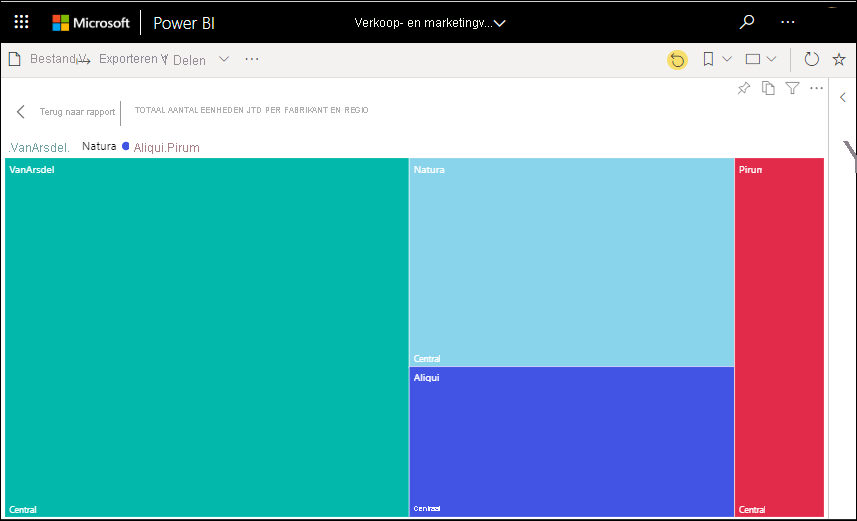 Microsoft Power BI Verkoop- en marketingv...
Bestand Exporteren Delen ...
Terug naar rapport TOTAAL AANTAL EENHEDEN JTD PER FABRIKANT EN REGIO
.VanArsdel. Natura Aliqui.Pirum
VanArsdel Natura Pirum
Central
Aliqui
Central Centraal Central